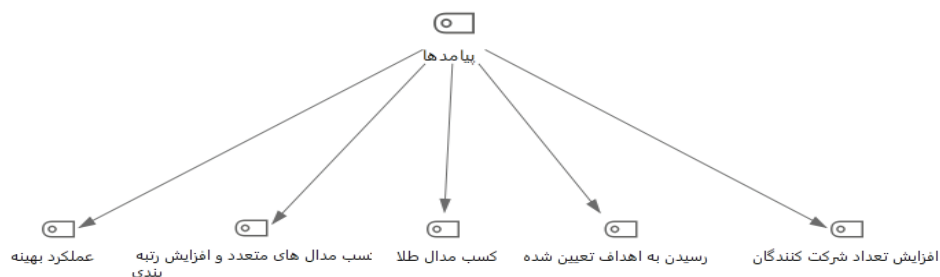 پیامدها
افزایش تعداد شرکت کنندگان
رسیدن به اهداف تعیین شده
کسب مدال طلا
کسب مدال های متعدد و افزایش رتبه
بندی
عملکرد بهینه